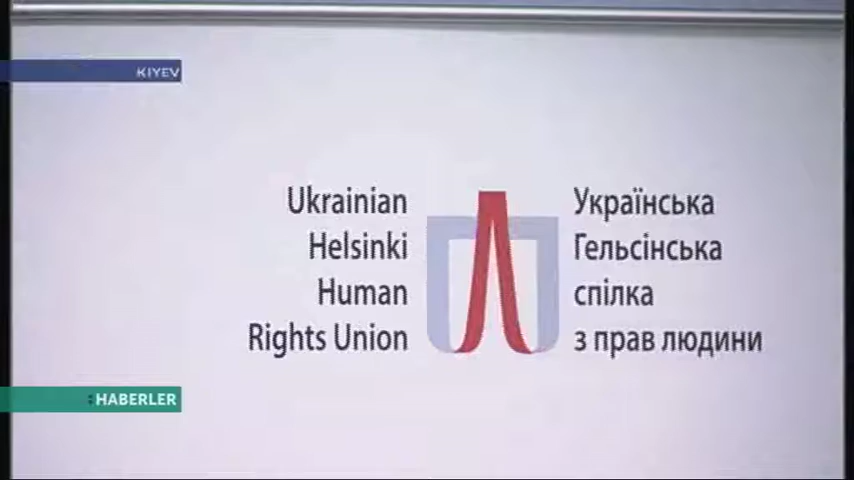 KIYEV
Ukrainian
Helsinki
Human
Rights Union
Українська
Гельсінська
спілка
з прав людини
HABERLER